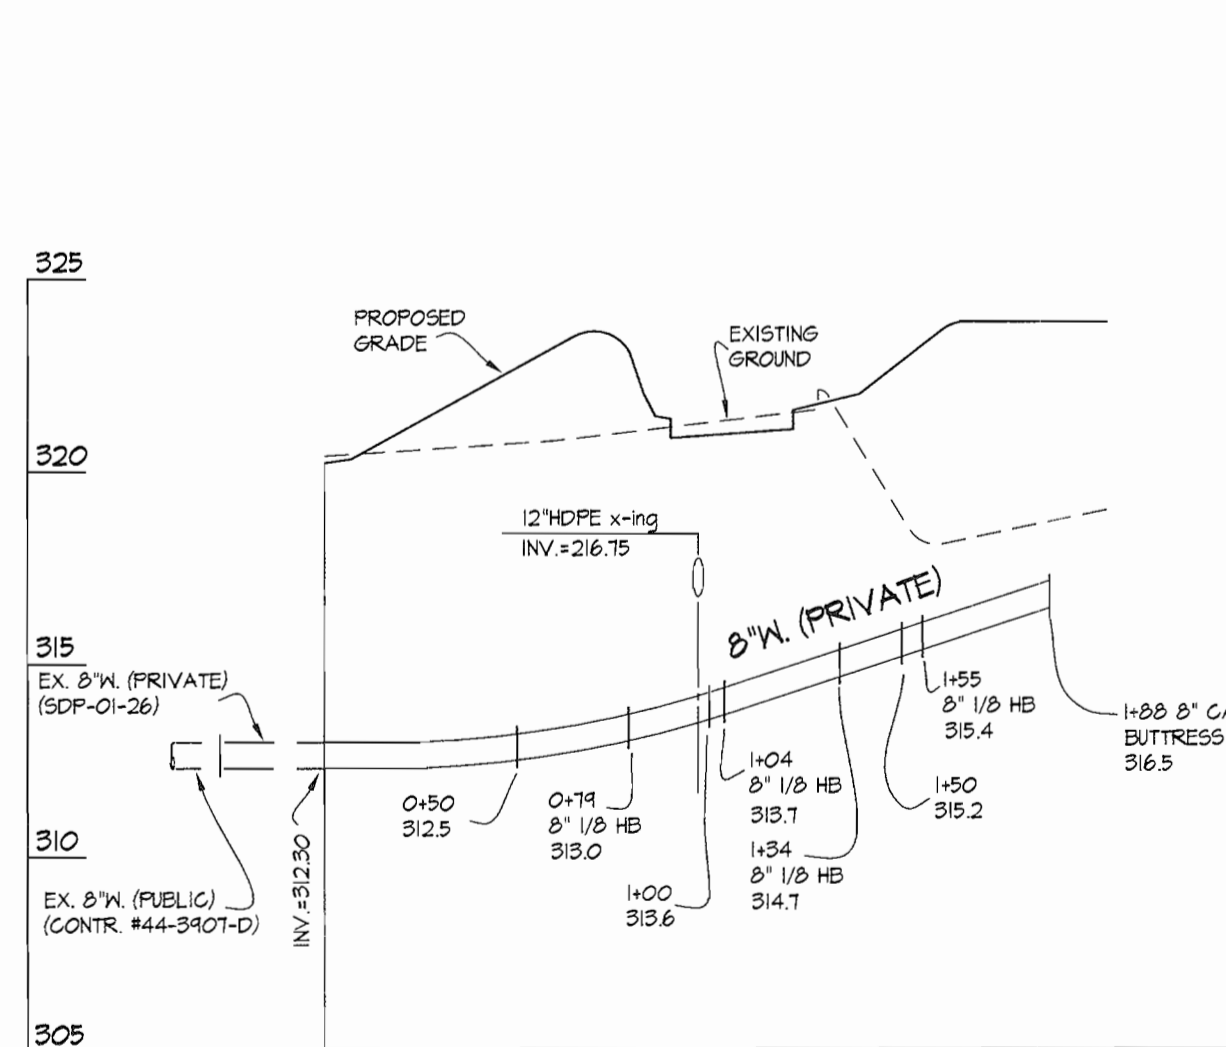 325
PROPOSED
GRADE
EXISTING
GROUND
320
12"HDPE x-ing
INV.=216.75
8"W. (PRIVATE)
315
EX. 8"W. (PRIVATE)
(SDP-01-26)
1+55
8" 1/8 HB
315.4
1+88 8"
BUTTRESS
316.5
1+04
8" 1/8 HB
313.7
1+50
315.2
0+50
312.5
0+79
8" 1/8 HB
313.0
310
INV.=312.30
1+34
8" 1/8 HB
314.7
1+00
313.6
EX. 8"W. (PUBLIC)
(CONTR. #44-3907-D)
305